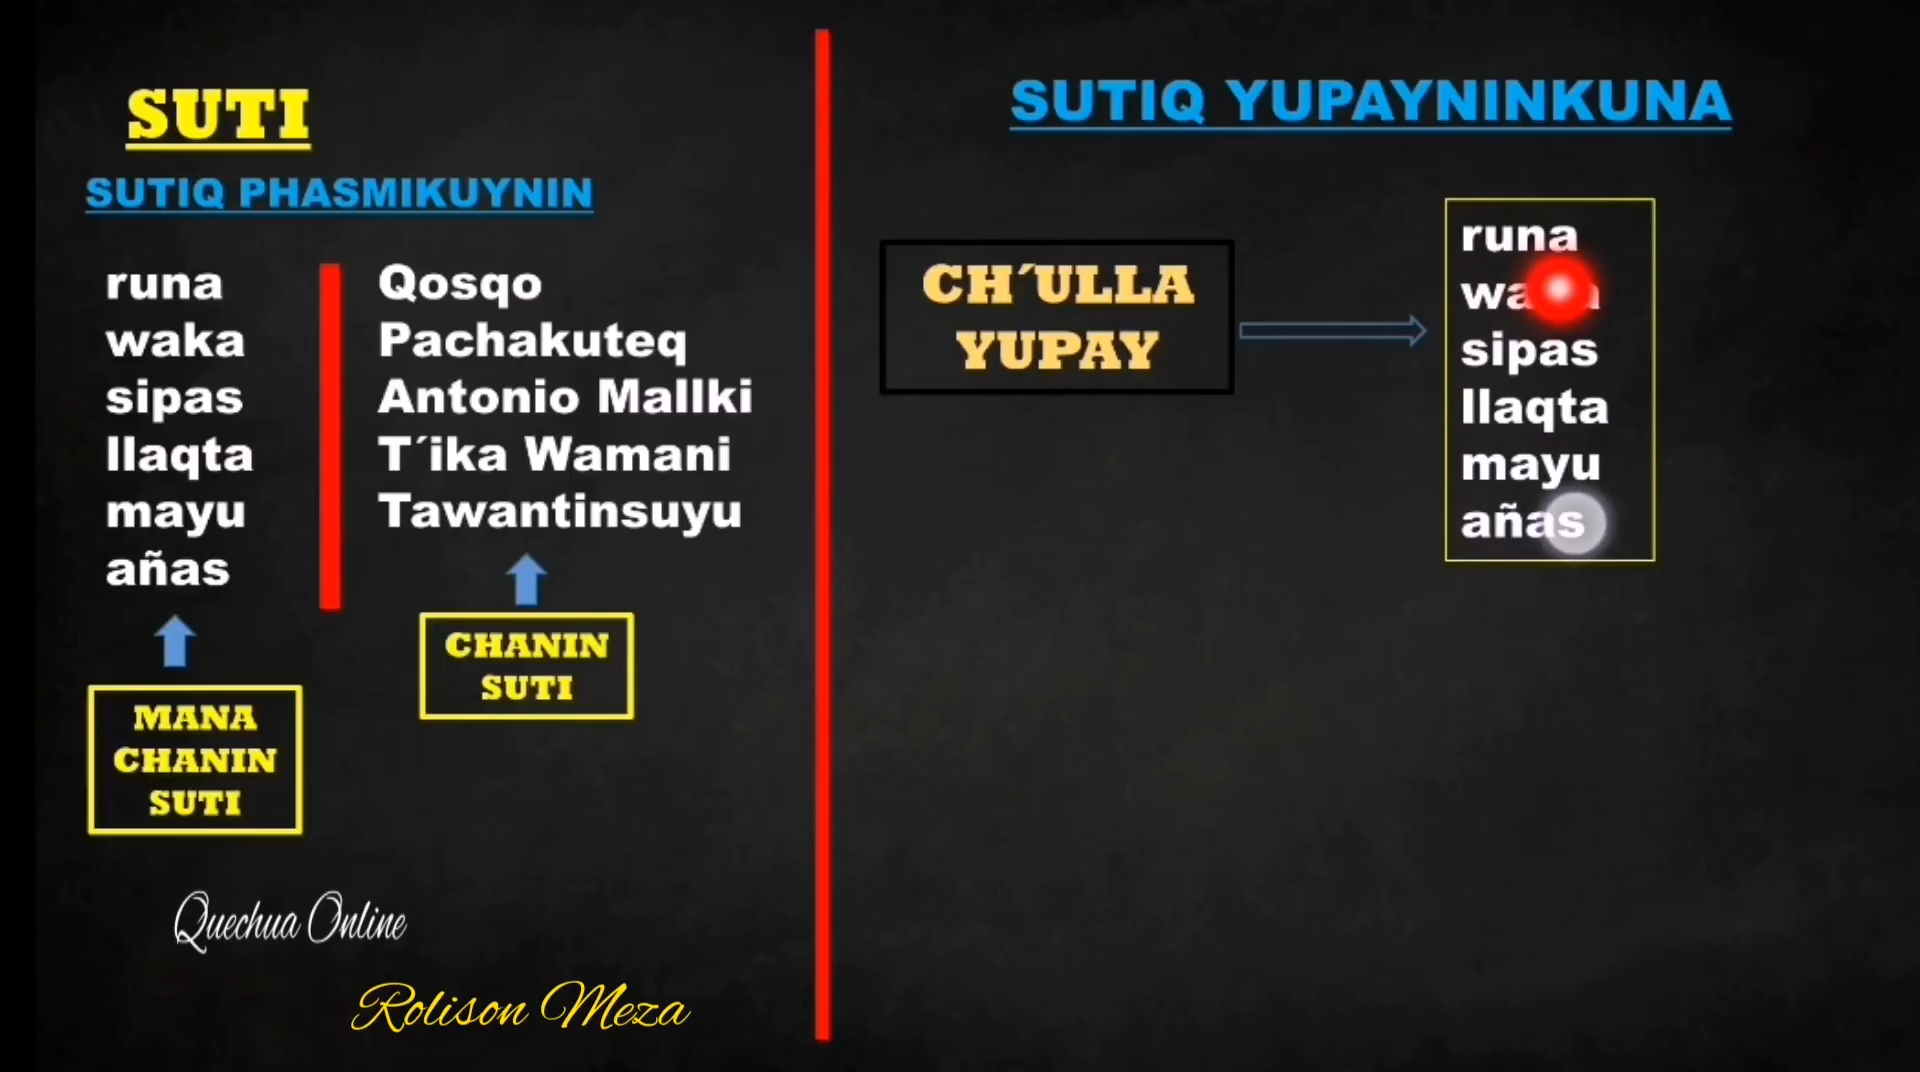 SUTI
SUTIQ PHASMIKUYNIN
runa
waka
sipas
llaqta
mayu
añas
MANA
CHANIN
SUTI
Qosqo
Pachakuteq
Antonio Mallki
T´ika Wamani
Tawantinsuyu
CHANIN
SUTI
Quechua Online
Rolison Meza
SUTIQ YUPAYNINKUNA
CH´ULLA
YUPAY
runa
sipas
llaqta
mayu
añas